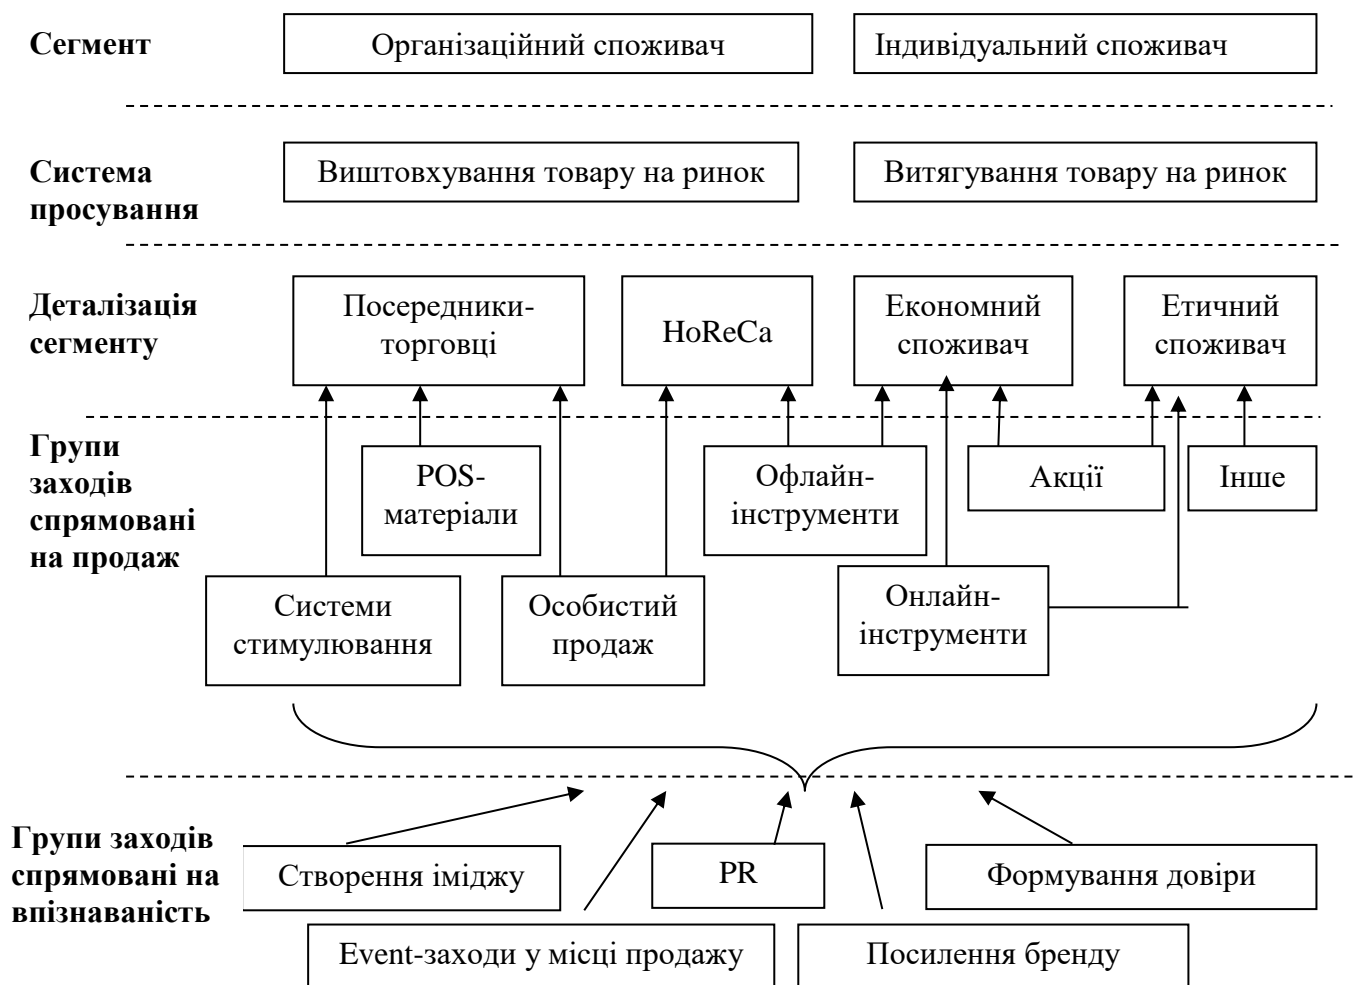 Сегмент
Організаційний споживач
Індивідуальний споживач
Система
просування
Виштовхування товару на ринок
Витягування товару на ринок
Деталізація
сегменту
Посередники-
торговці
HoReCa
Економний
споживач
Етичний
споживач
Групи
заходів
спрямовані
на продаж
POS-
матеріали
Офлайн-
інструменти
Акції
Інше
Системи
стимулювання
Особистий
продаж
Онлайн-
інструменти
Групи заходів
спрямовані на
впізнаваність
Створення іміджу
PR
Формування довіри
Event-заходи у місці продажу
Посилення бренду